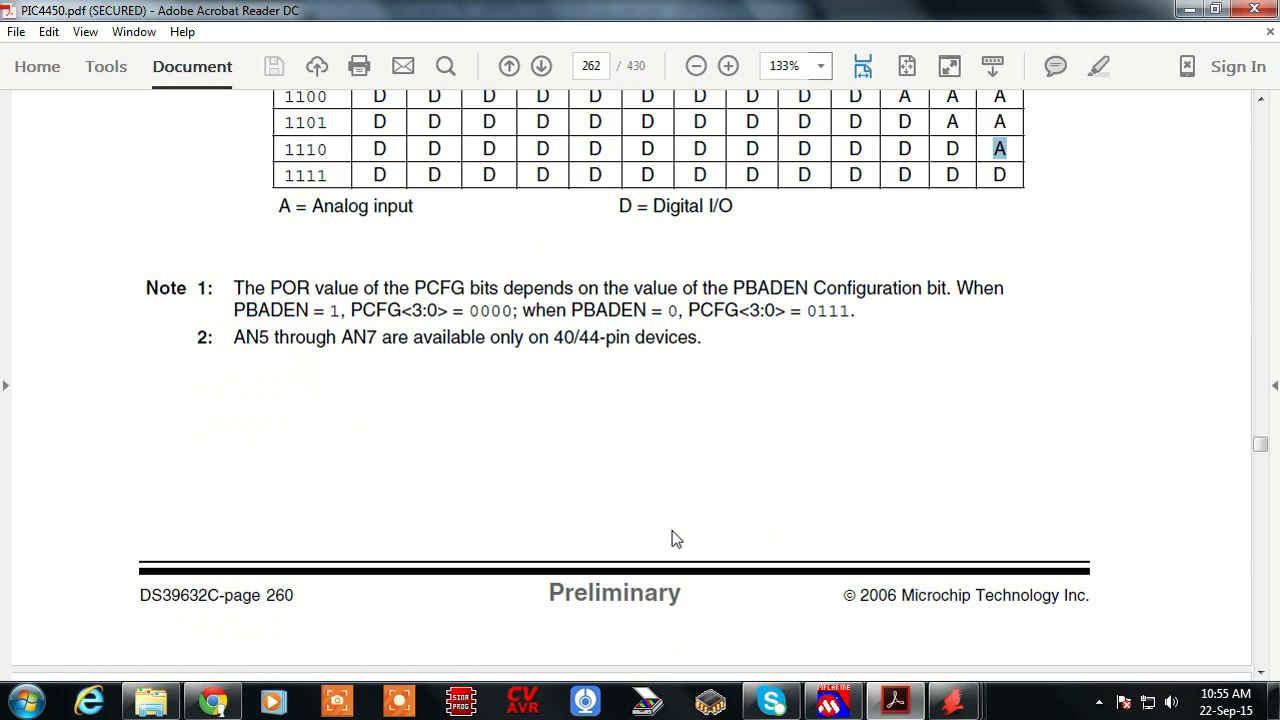 PIC4450.pdf (SECURED) - Adobe Acrobat Reader DC
File Edit View Window Help
Home Tools Document 262 / 430 133% Sign In
1100 D D D D D D D D D D A A A
1101 D D D D D D D D D D D A A
1110 D D D D D D D D D D D D A
1111 D D D D D D D D D D D D D
A = Analog input D = Digital I/O
Note 1: The POR value of the PCFG bits depends on the value of the PBADEN Configuration bit. When
PBADEN = 1, PCFG<3:0> = 0000; when PBADEN = 0, PCFG<3:0> = 0111.
2: AN5 through AN7 are available only on 40/44-pin devices.
DS39632C-page 260 Preliminary © 2006 Microchip Technology Inc.
SINA PROG CV AVR MPLAB IDE 10:55 AM
22-Sep-15